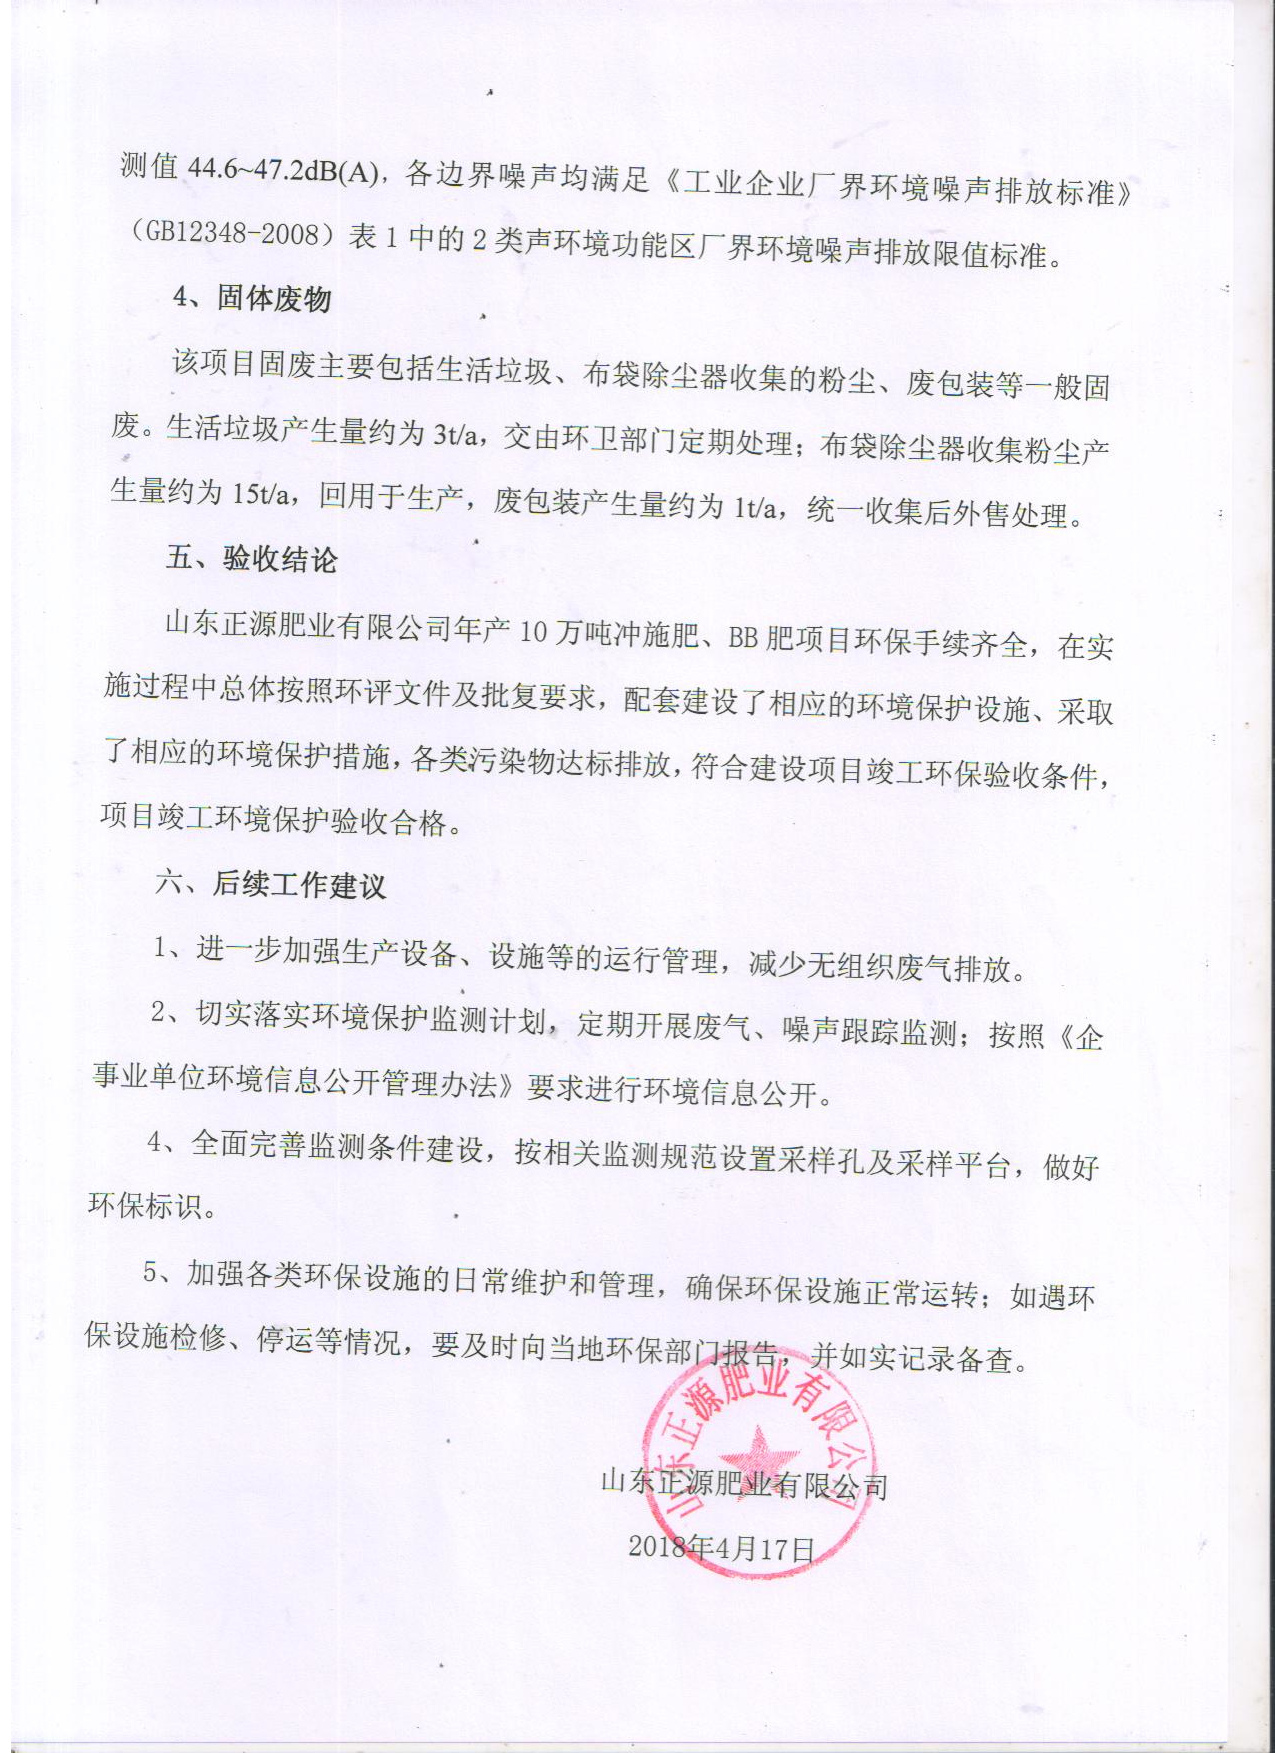 测值 44.6~47.2dB(A)，各边界噪声均满足《工业企业厂界环境噪声排放标准》
（GB12348-2008）表 1 中的 2 类声环境功能区厂界环境噪声排放限值标准。
4、固体废物
该项目固废主要包括生活垃圾、布袋除尘器收集的粉尘、废包装等一般固
废。生活垃圾产生量约为 3t/a，交由环卫部门定期处理；布袋除尘器收集粉尘产
生量约为 15t/a，回用于生产，废包装产生量约为 1t/a，统一收集后外售处理。
五、验收结论
山东正源肥业有限公司年产 10 万吨冲施肥、BB 肥项目环保手续齐全，在实
施过程中总体按照环评文件及批复要求，配套建设了相应的环境保护设施、采取
了相应的环境保护措施，各类污染物达标排放，符合建设项目竣工环保验收条件，
项目竣工环境保护验收合格。
六、后续工作建议
1、进一步加强生产设备、设施等的运行管理，减少无组织废气排放。
2、切实落实环境保护监测计划，定期开展废气、噪声跟踪监测；按照《企
事业单位环境信息公开管理办法》要求进行环境信息公开。
4、全面完善监测条件建设，按相关监测规范设置采样孔及采样平台，做好
环保标识。
5、加强各类环保设施的日常维护和管理，确保环保设施正常运转；如遇环
保设施检修、停运等情况，要及时向当地环保部门报告，并如实记录备查。
山东正源肥业有限公司
山东正源肥业有限公司
2018年4月17日